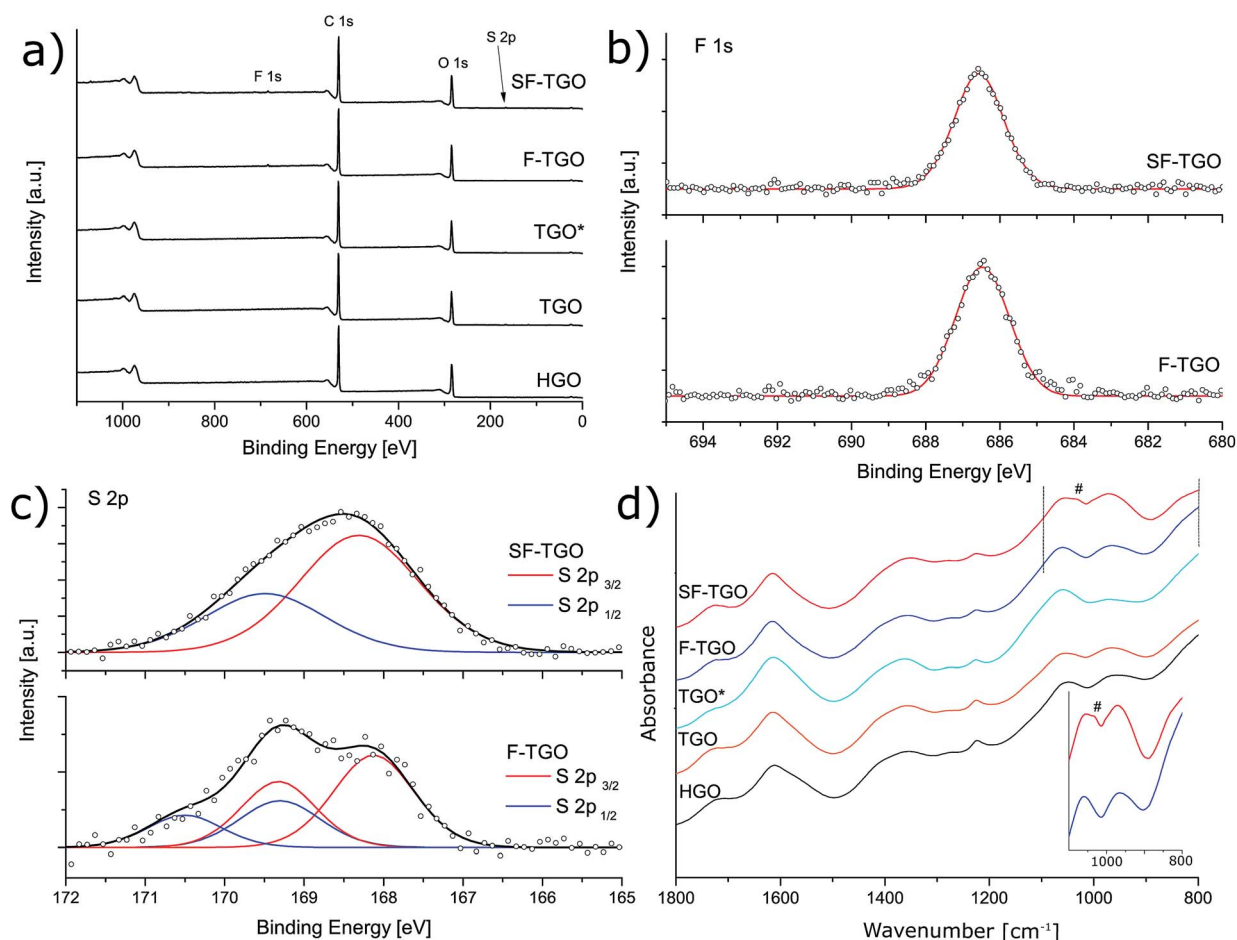 a)
C 1s
S 2p
F 1s
O 1s
SF-TGO
F-TGO
TGO*
TGO
HGO
Intensity [a.u.]
1000 800 600 400 200 0
Binding Energy [eV]
b)
F 1s
SF-TGO
F-TGO
Intensity [a.u.]
694 692 690 688 686 684 682 680
Binding Energy [eV]
c)
S 2p
SF-TGO
S 2p 3/2
S 2p 1/2
F-TGO
S 2p 3/2
S 2p 1/2
Intensity [a.u.]
172 171 170 169 168 167 166 165
Binding Energy [eV]
d)
#
SF-TGO
F-TGO
TGO*
TGO
HGO
#
1000 800
Absorbance
1800 1600 1400 1200 1000 800
Wavenumber [cm⁻¹]